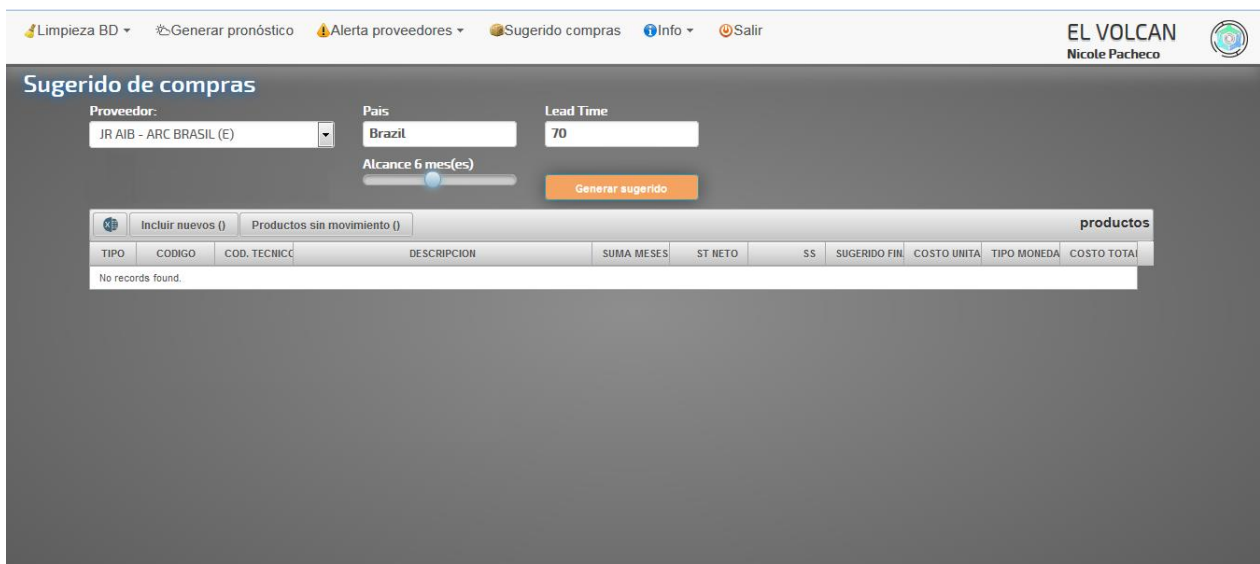 Limpieza BD Generar pronóstico Alerta proveedores Sugerido compras Info Salir
EL VOLCAN
Nicole Pacheco
Sugerido de compras
Proveedor: Pais Lead Time
JR AIB - ARC BRASIL (E) Brazil 70
Alcance 6 mes(es)
Generar sugerido
Incluir nuevos () Productos sin movimiento () productos
TIPO CODIGO COD. TECNICO DESCRIPCION SUMA MESES ST NETO SS SUGERIDO FIN. COSTO UNITA TIPO MONEDA COSTO TOTAL
No records found.